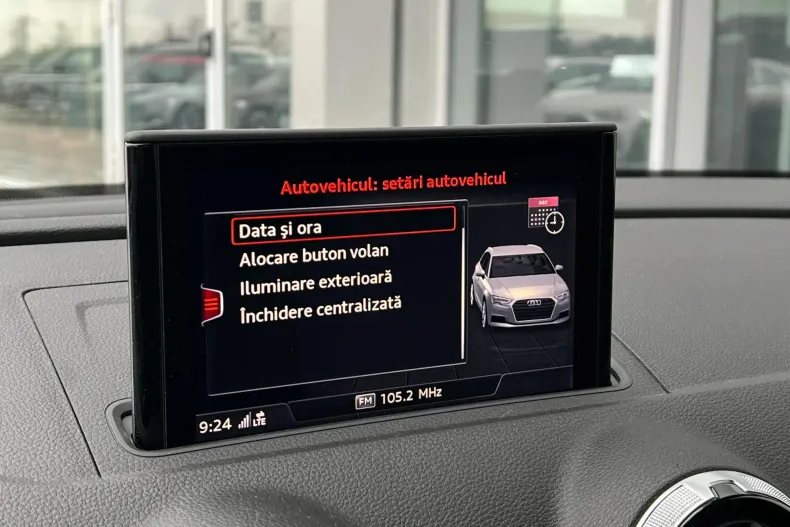 Autovehicul: setări autovehicul
DEC
Data și ora
Alocare buton volan
Iluminare exterioară
Închidere centralizată
FM 105.2 MHz
9:24 LTE